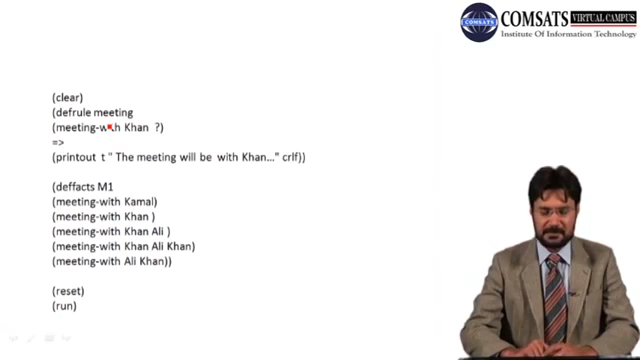 COMSATS VIRTUAL CAMPUS
Institute Of Information Technology
(clear)
(defrule meeting
(meeting-with Khan ?)
=>
(printout t " The meeting will be with Khan..." crlf))
(deffacts M1
(meeting-with Kamal)
(meeting-with Khan )
(meeting-with Khan Ali )
(meeting-with Khan Ali Khan)
(meeting-with Ali Khan))
(reset)
(run)